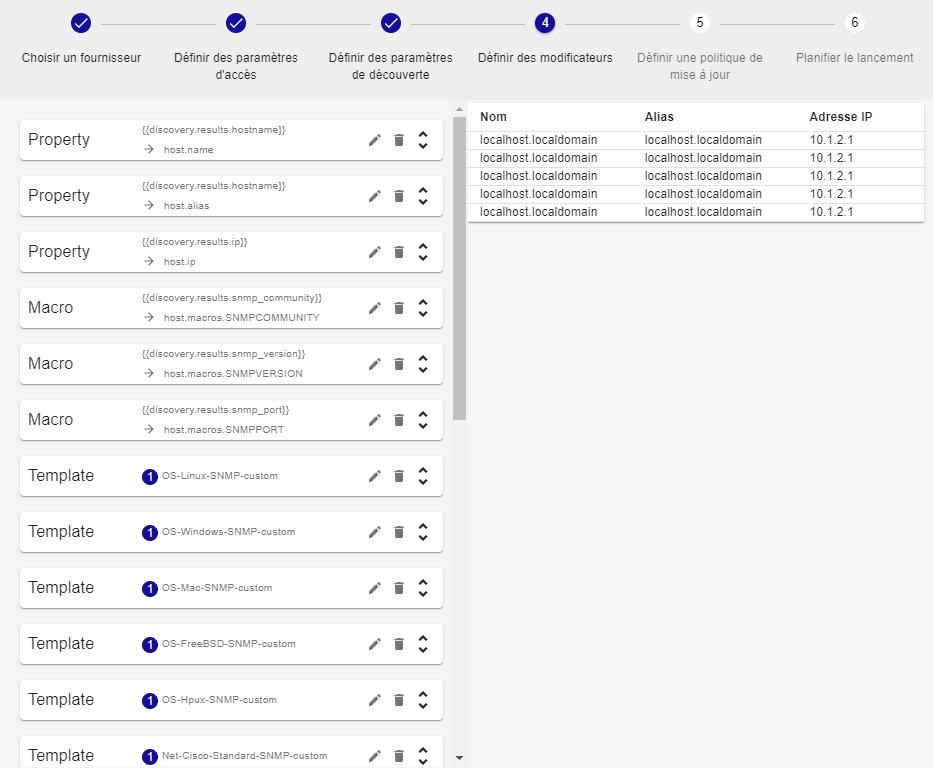 4
5
6
Choisir un fournisseur
Définir des paramètres
d'accès
Définir des paramètres
de découverte
Définir des modificateurs
Définir une politique de
mise à jour
Planifier le lancement
Property
{{discovery.results.hostname}}
host.name
Property
{{discovery.results.hostname}}
host.alias
Property
{{discovery.results.ip}}
host.ip
Macro
{{discovery.results.snmp_community}}
host.macros.SNMPCOMMUNITY
Macro
{{discovery.results.snmp_version}}
host.macros.SNMPVERSION
Macro
{{discovery.results.snmp_port}}
host.macros.SNMPPORT
Template 1 OS-Linux-SNMP-custom
Template 1 OS-Windows-SNMP-custom
Template 1 OS-Mac-SNMP-custom
Template 1 OS-FreeBSD-SNMP-custom
Template 1 OS-Hpux-SNMP-custom
Template 1 Net-Cisco-Standard-SNMP-custom
Nom Alias Adresse IP
localhost.localdomain localhost.localdomain 10.1.2.1
localhost.localdomain localhost.localdomain 10.1.2.1
localhost.localdomain localhost.localdomain 10.1.2.1
localhost.localdomain localhost.localdomain 10.1.2.1
localhost.localdomain localhost.localdomain 10.1.2.1